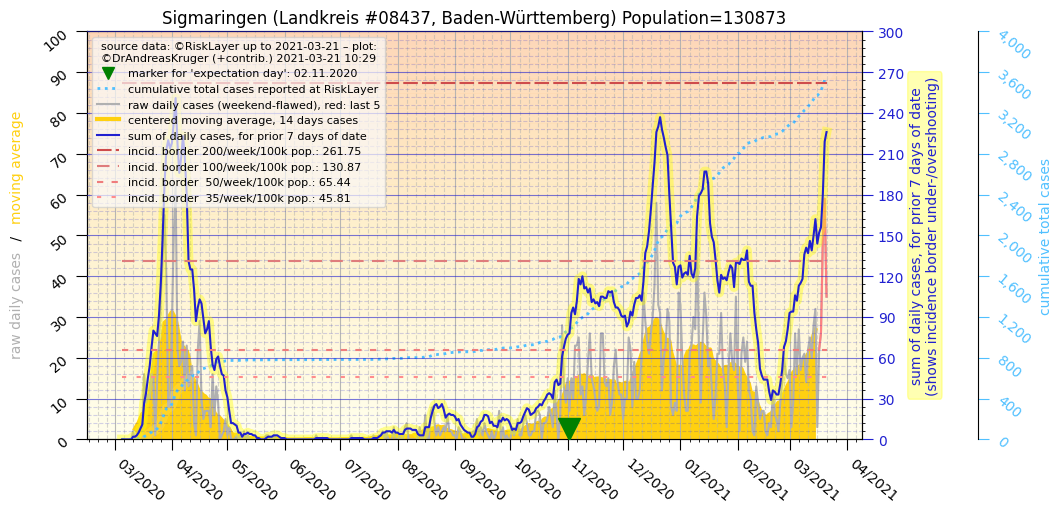 Sigmaringen (Landkreis #08437, Baden-Württemberg) Population=130873
source data: ©RiskLayer up to 2021-03-21 – plot:
©DrAndreasKruger (+contrib.) 2021-03-21 10:29
marker for 'expectation day': 02.11.2020
cumulative total cases reported at RiskLayer
raw daily cases (weekend-flawed), red: last 5
centered moving average, 14 days cases
sum of daily cases, for prior 7 days of date
incid. border 200/week/100k pop.: 261.75
incid. border 100/week/100k pop.: 130.87
incid. border  50/week/100k pop.: 65.44
incid. border  35/week/100k pop.: 45.81
raw daily cases / moving average
100
90
80
70
60
50
40
30
20
10
0
03/2020
04/2020
05/2020
06/2020
07/2020
08/2020
09/2020
10/2020
11/2020
12/2020
01/2021
02/2021
03/2021
04/2021
300
270
240
210
180
150
120
90
60
30
0
sum of daily cases, for prior 7 days of date
(shows incidence border under-/overshooting)
4,000
3,600
3,200
2,800
2,400
2,000
1,600
1,200
800
400
0
cumulative total cases